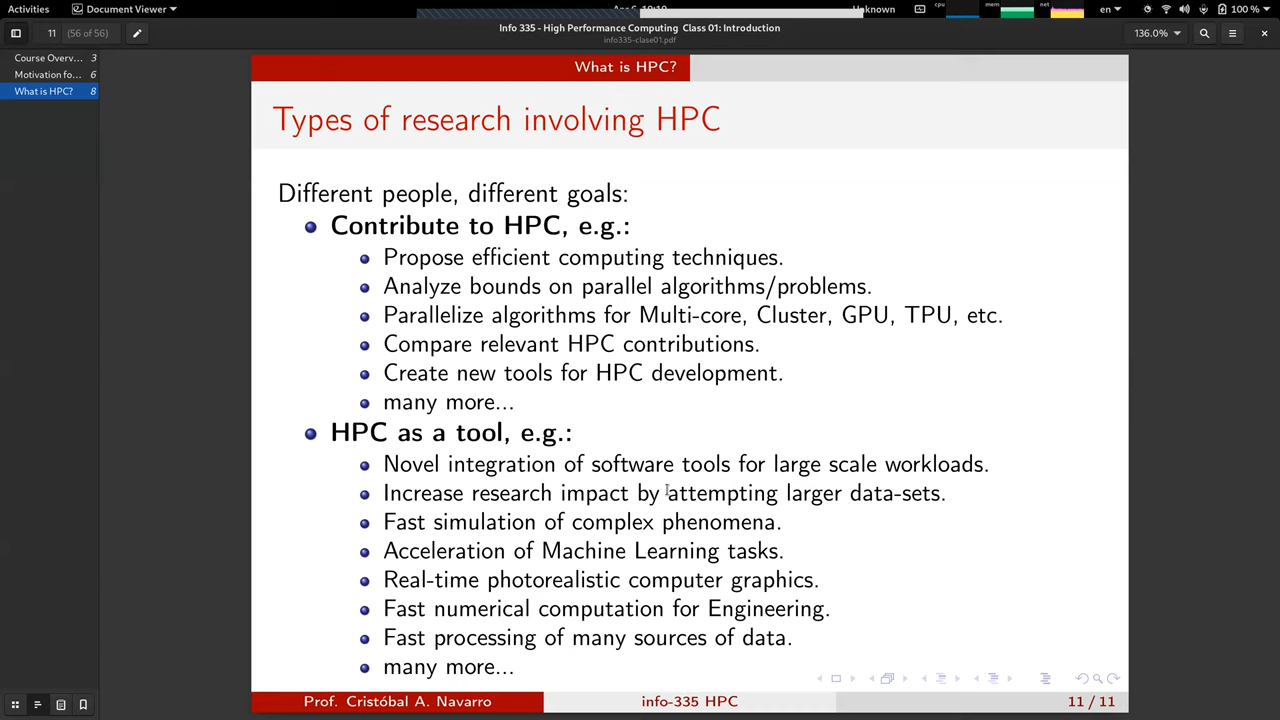 Activities
Document Viewer
Unknown
cpu
mem
net
en
100 %
11
(56 of 56)
Info 335 - High Performance Computing Class 01: Introduction
info335-clase01.pdf
136.0%
Course Overv... 3
Motivation fo... 6
What is HPC? 8
What is HPC?
Types of research involving HPC
Different people, different goals:
Contribute to HPC, e.g.:
Propose efficient computing techniques.
Analyze bounds on parallel algorithms/problems.
Parallelize algorithms for Multi-core, Cluster, GPU, TPU, etc.
Compare relevant HPC contributions.
Create new tools for HPC development.
many more...
HPC as a tool, e.g.:
Novel integration of software tools for large scale workloads.
Increase research impact by attempting larger data-sets.
Fast simulation of complex phenomena.
Acceleration of Machine Learning tasks.
Real-time photorealistic computer graphics.
Fast numerical computation for Engineering.
Fast processing of many sources of data.
many more...
Prof. Cristóbal A. Navarro
info-335 HPC
11 / 11